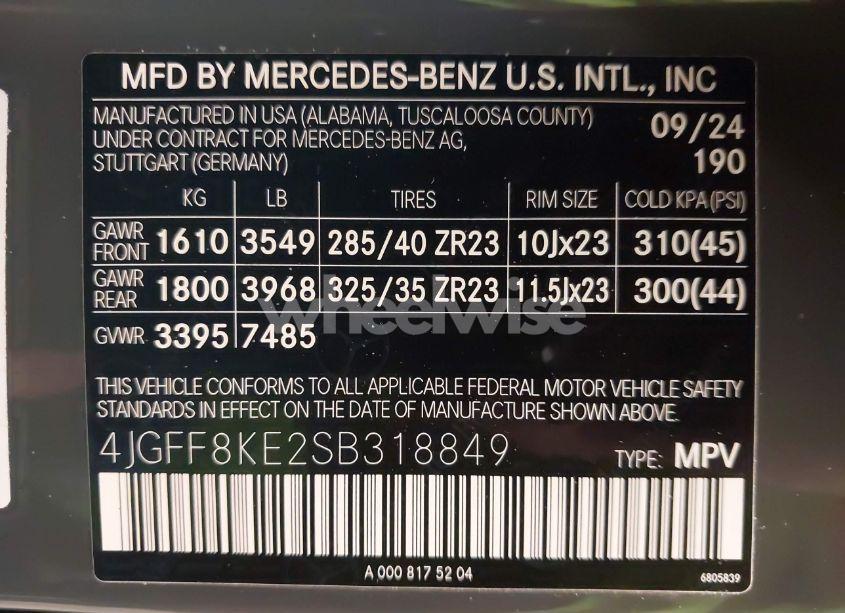 MFD BY MERCEDES-BENZ U.S. INTL., INC
MANUFACTURED IN USA (ALABAMA, TUSCALOOSA COUNTY) 09/24
UNDER CONTRACT FOR MERCEDES-BENZ AG,
STUTTGART (GERMANY) 190
KG LB TIRES RIM SIZE COLD KPA (PSI)
GAWR FRONT 1610 3549 285/40 ZR23 10Jx23 310(45)
GAWR REAR 1800 3968 325/35 ZR23 11.5Jx23 300(44)
wheelwise
GVWR 3395 7485
THIS VEHICLE CONFORMS TO ALL APPLICABLE FEDERAL MOTOR VEHICLE SAFETY
STANDARDS IN EFFECT ON THE DATE OF MANUFACTURE SHOWN ABOVE.
4JGFF8KE2SB318849 TYPE: MPV
A 000 817 52 04
6805839